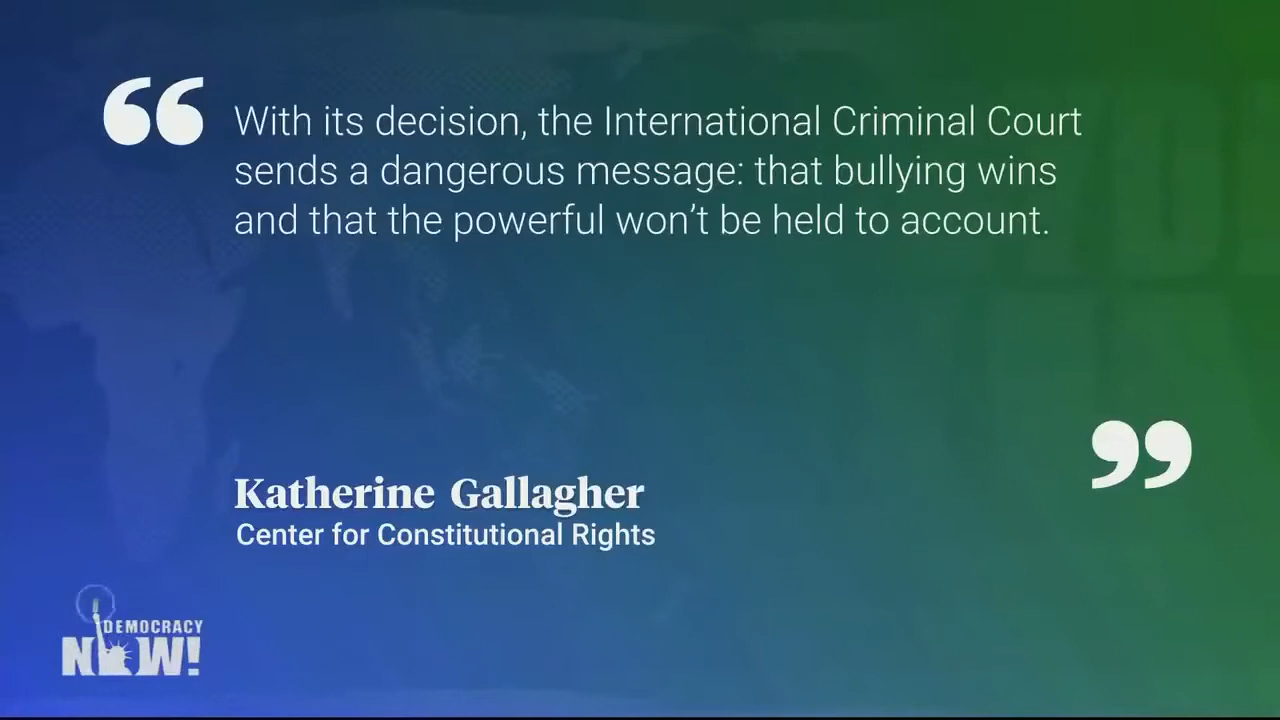 “
With its decision, the International Criminal Court
sends a dangerous message: that bullying wins
and that the powerful won’t be held to account.
”
Katherine Gallagher
Center for Constitutional Rights
DEMOCRACY
NOW!